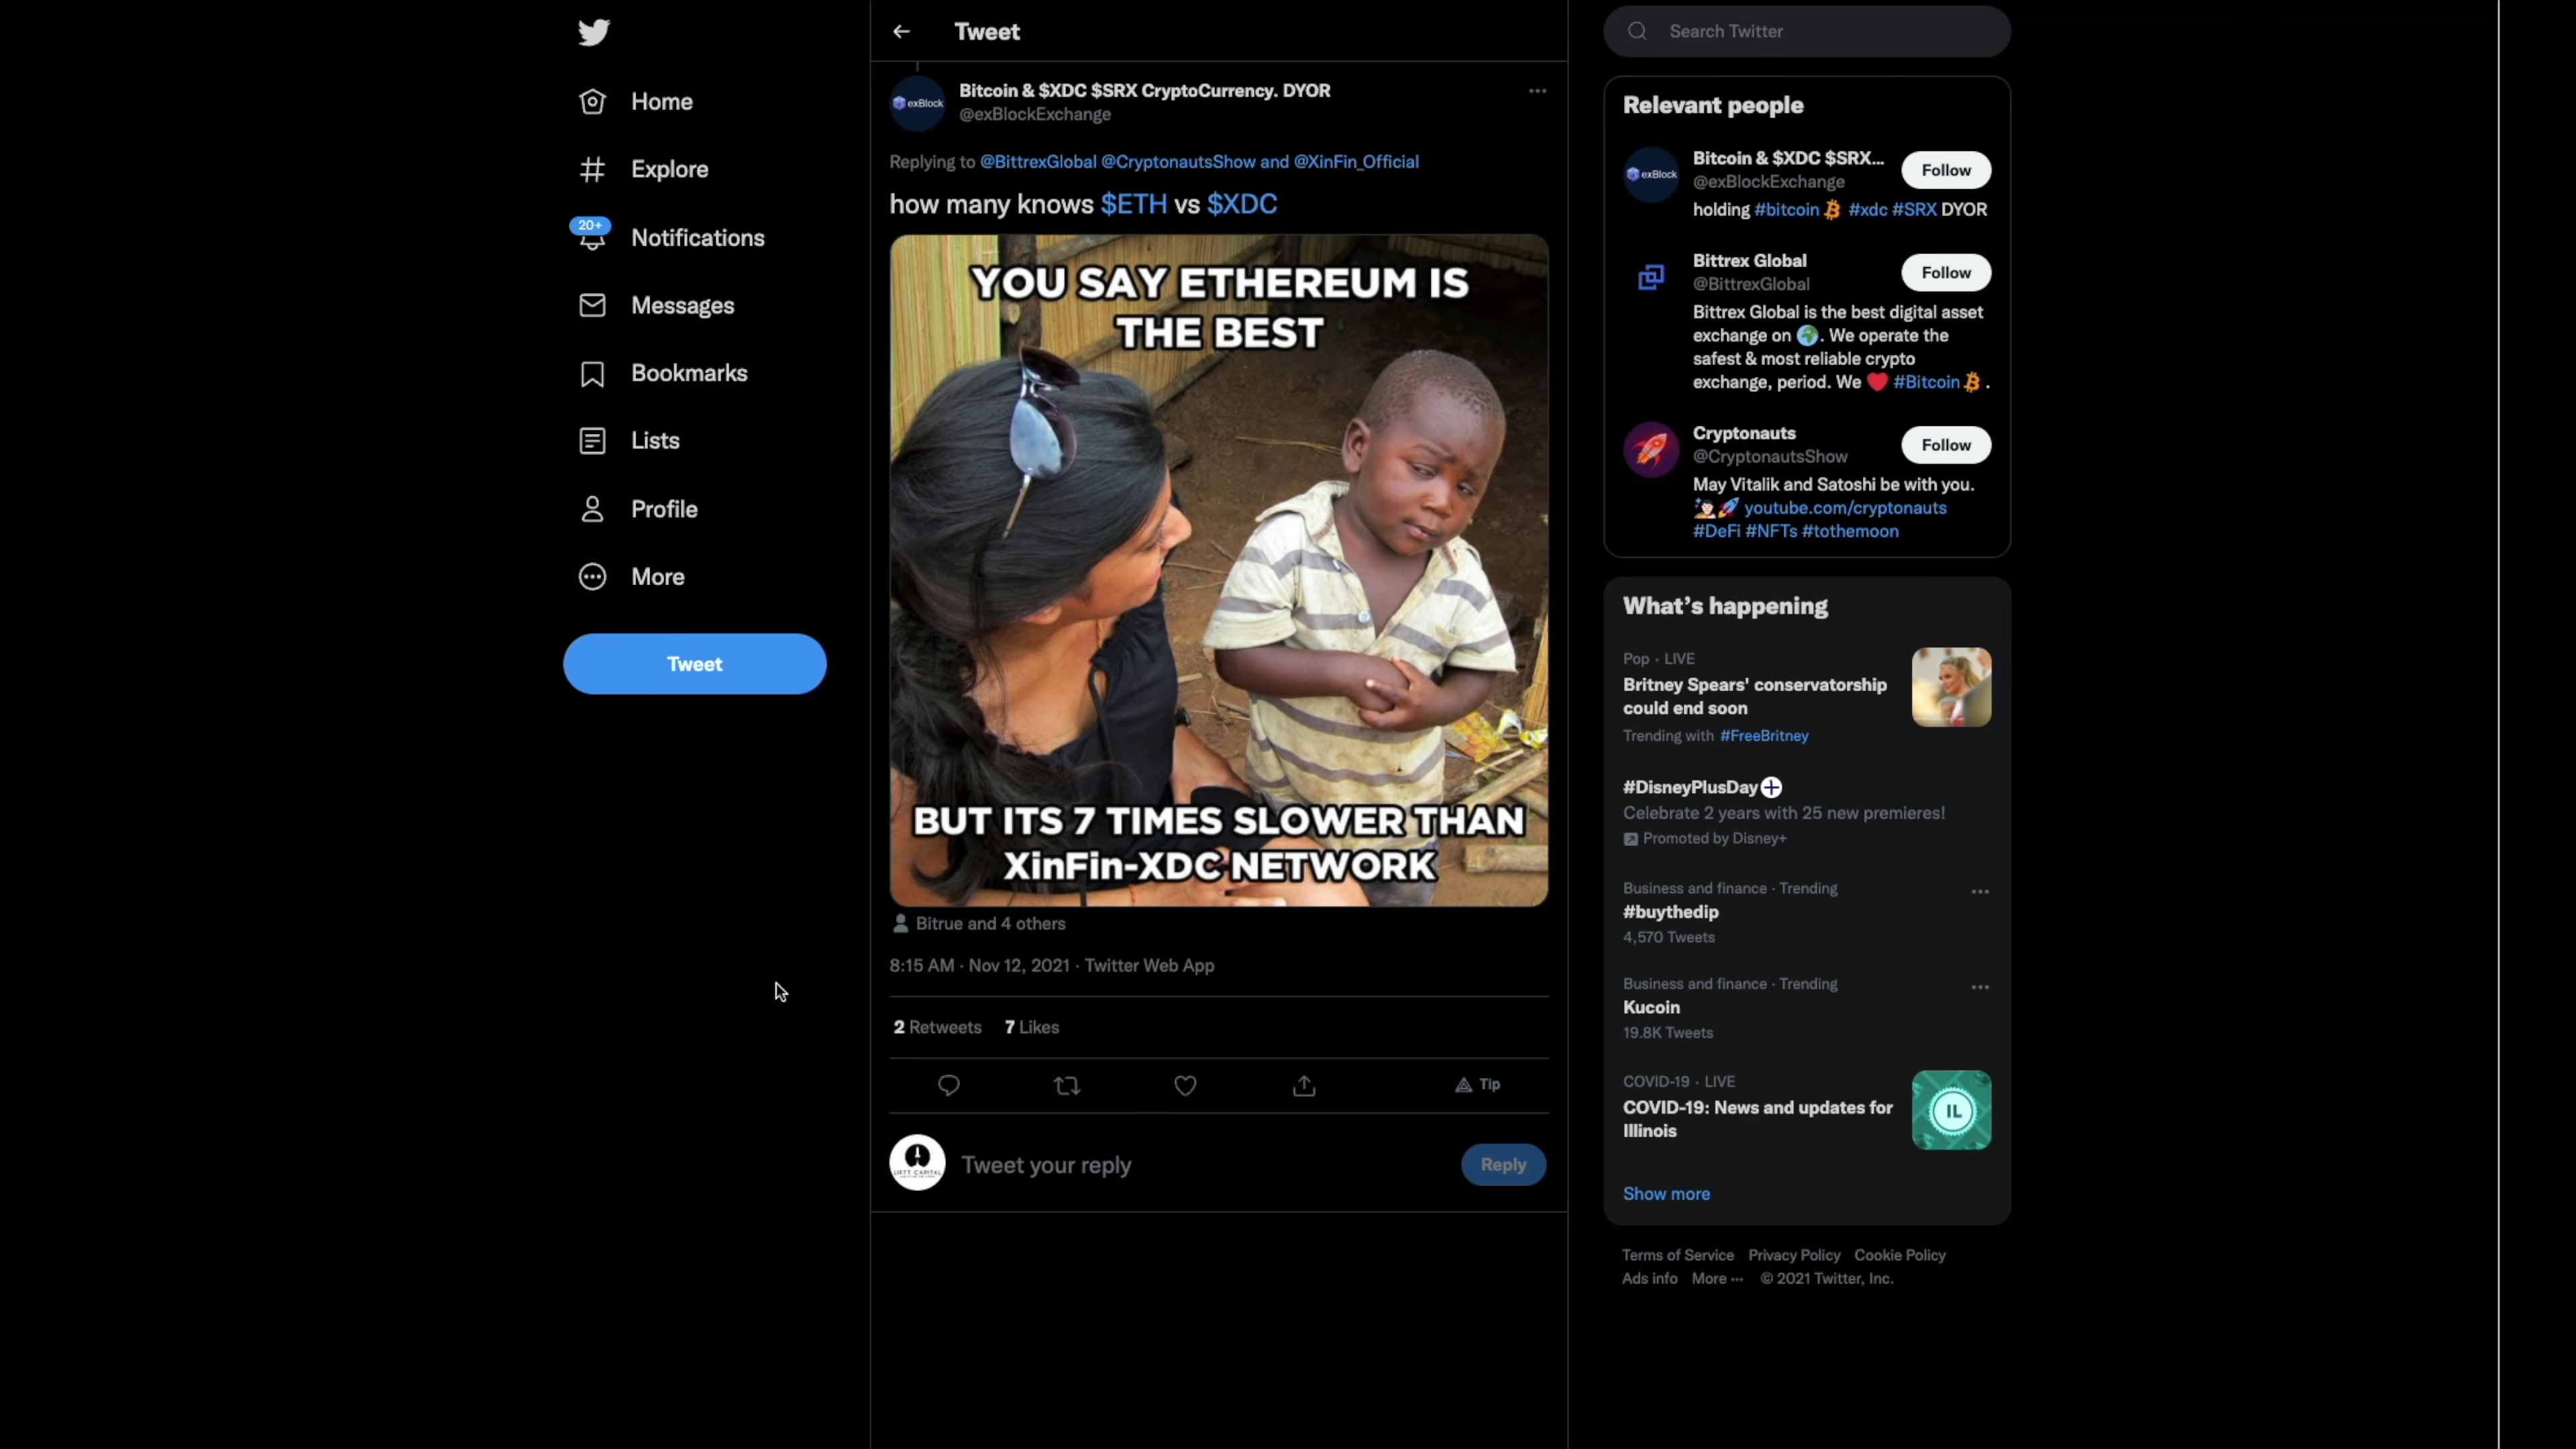 Home
Explore
20+
Notifications
Messages
Bookmarks
Lists
Profile
More
Tweet
Tweet
exBlock
Bitcoin & $XDC $SRX CryptoCurrency. DYOR
@exBlockExchange
Replying to @BittrexGlobal @CryptonautsShow and @XinFin_Official
how many knows $ETH vs $XDC
YOU SAY ETHEREUM IS
THE BEST
BUT ITS 7 TIMES SLOWER THAN
XinFin-XDC NETWORK
Bitrue and 4 others
8:15 AM · Nov 12, 2021 · Twitter Web App
2 Retweets 7 Likes
Tip
Tweet your reply
Reply
Search Twitter
Relevant people
exBlock
Bitcoin & $XDC $SRX...
@exBlockExchange
Follow
holding #bitcoin #xdc #SRX DYOR
Bittrex Global
@BittrexGlobal
Follow
Bittrex Global is the best digital asset
exchange on 🌍. We operate the
safest & most reliable crypto
exchange, period. We ❤️ #Bitcoin .
Cryptonauts
@CryptonautsShow
Follow
May Vitalik and Satoshi be with you.
🚀 youtube.com/cryptonauts
#DeFi #NFTs #tothemoon
What's happening
Pop · LIVE
Britney Spears' conservatorship
could end soon
Trending with #FreeBritney
#DisneyPlusDay
Celebrate 2 years with 25 new premieres!
Promoted by Disney+
Business and finance · Trending
#buythedip
4,570 Tweets
Business and finance · Trending
Kucoin
19.8K Tweets
COVID-19 · LIVE
COVID-19: News and updates for
Illinois
IL
Show more
Terms of Service Privacy Policy Cookie Policy
Ads info More ··· © 2021 Twitter, Inc.